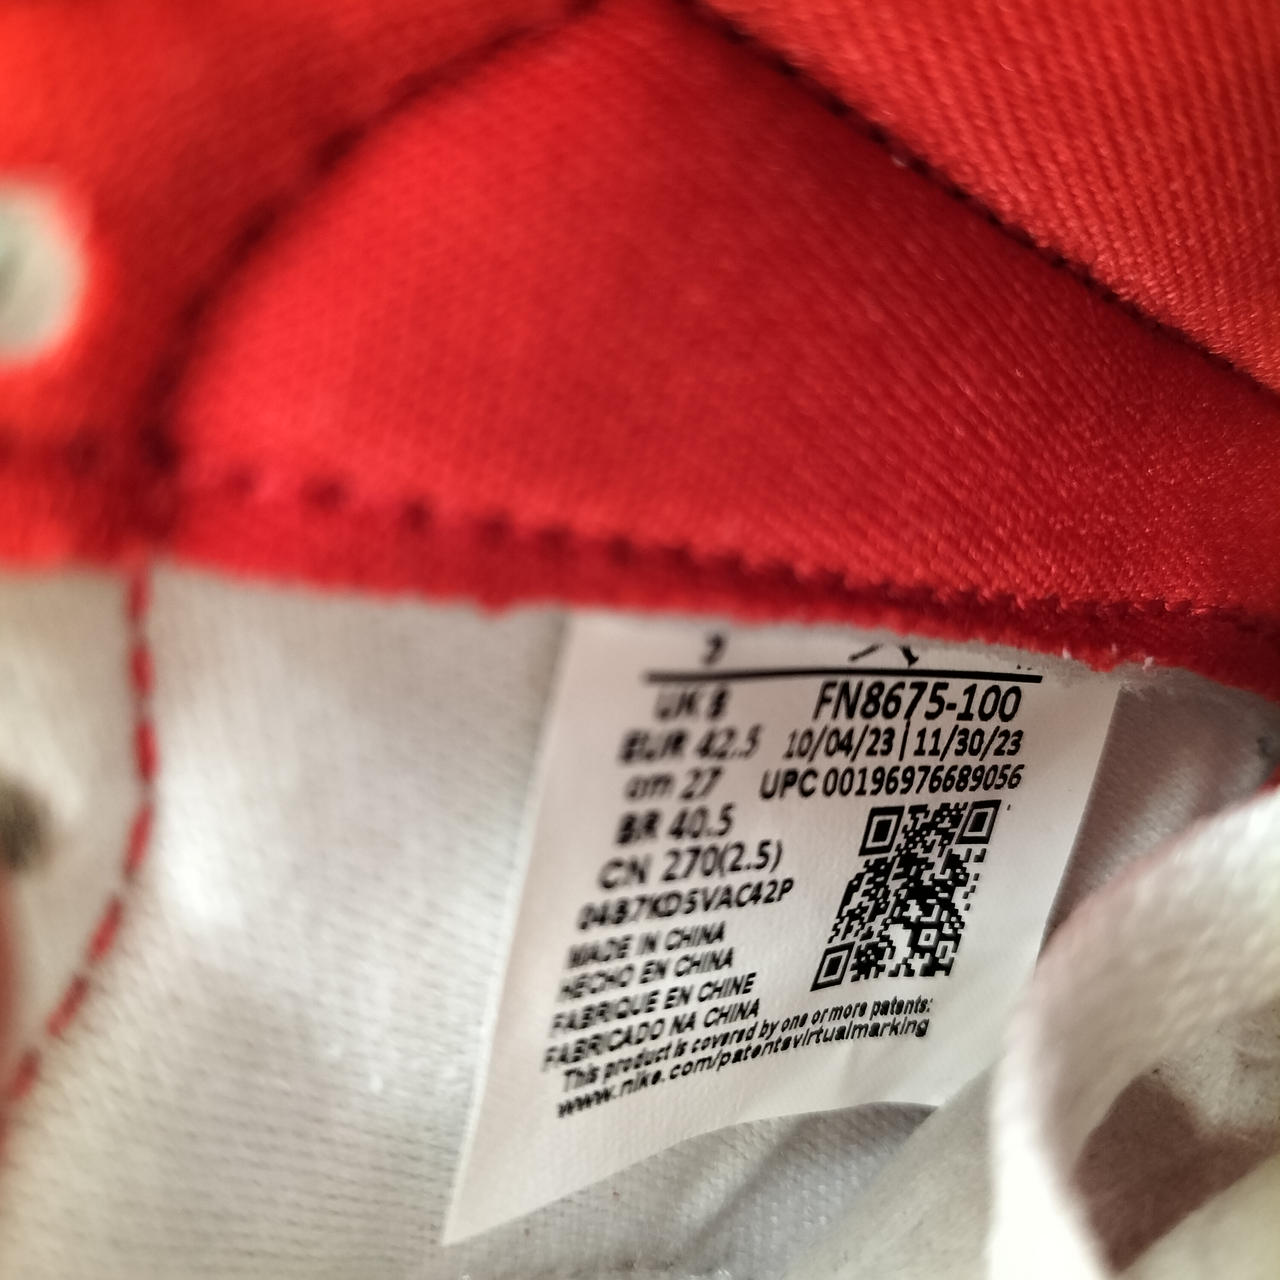 UK 8
FN8675-100
EUR 42.5
10/04/23 | 11/30/23
cm 27
UPC 00196976689056
BR 40.5
CN 270(2.5)
04B7KD5VAC42P
MADE IN CHINA
HECHO EN CHINA
FABRIQUE EN CHINE
FABRICADO NA CHINA
This product is covered by one or more patents:
www.nike.com/patentsvirtualmarking